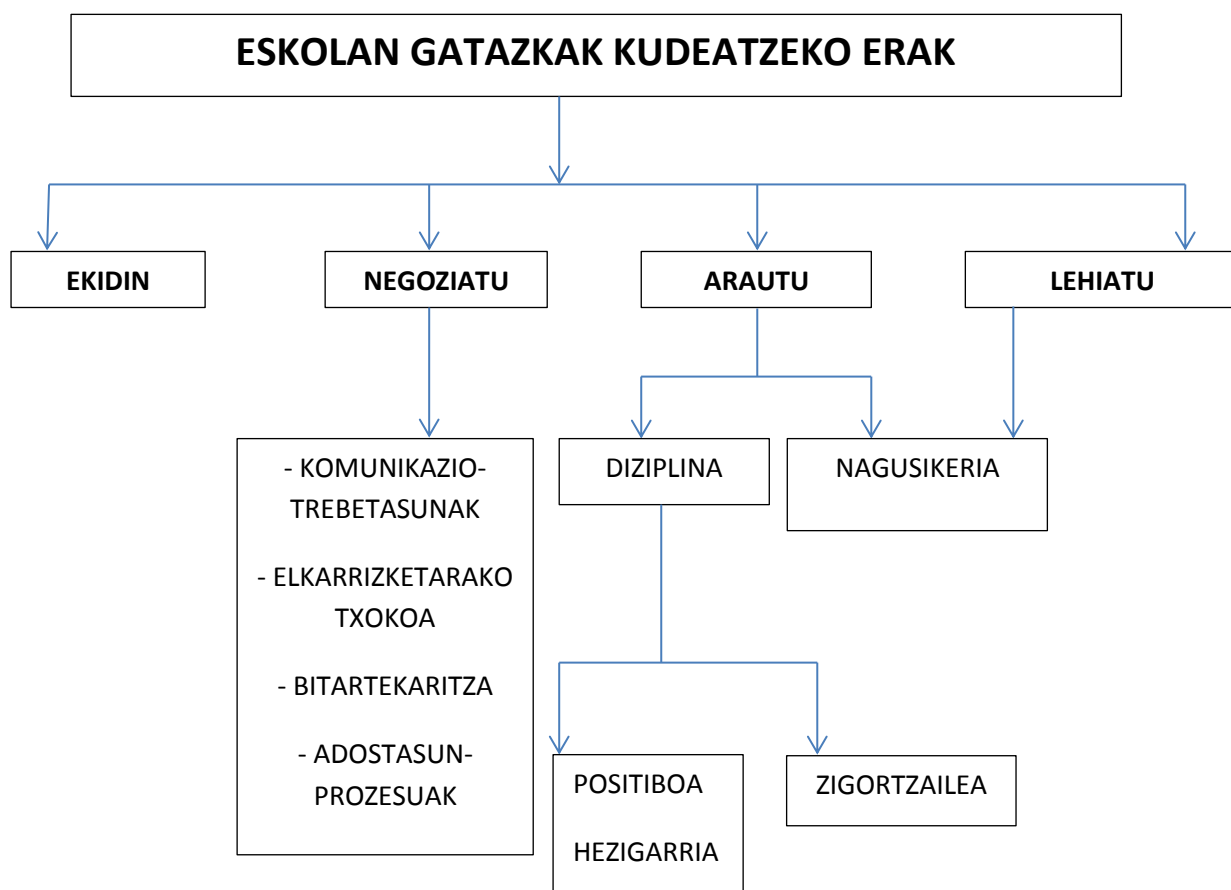 ESKOLAN GATAZKAK KUDEATZEKO ERAK
EKIDIN
NEGOZIATU
ARAUTU
LEHIATU
- KOMUNIKAZIO-
TREBETASUNAK
- ELKARRIZKETARAKO
TXOKOA
- BITARTEKARITZA
- ADOSTASUN-
PROZESUAK
DIZIPLINA
NAGUSIKERIA
POSITIBOA
HEZIGARRIA
ZIGORTZAILEA